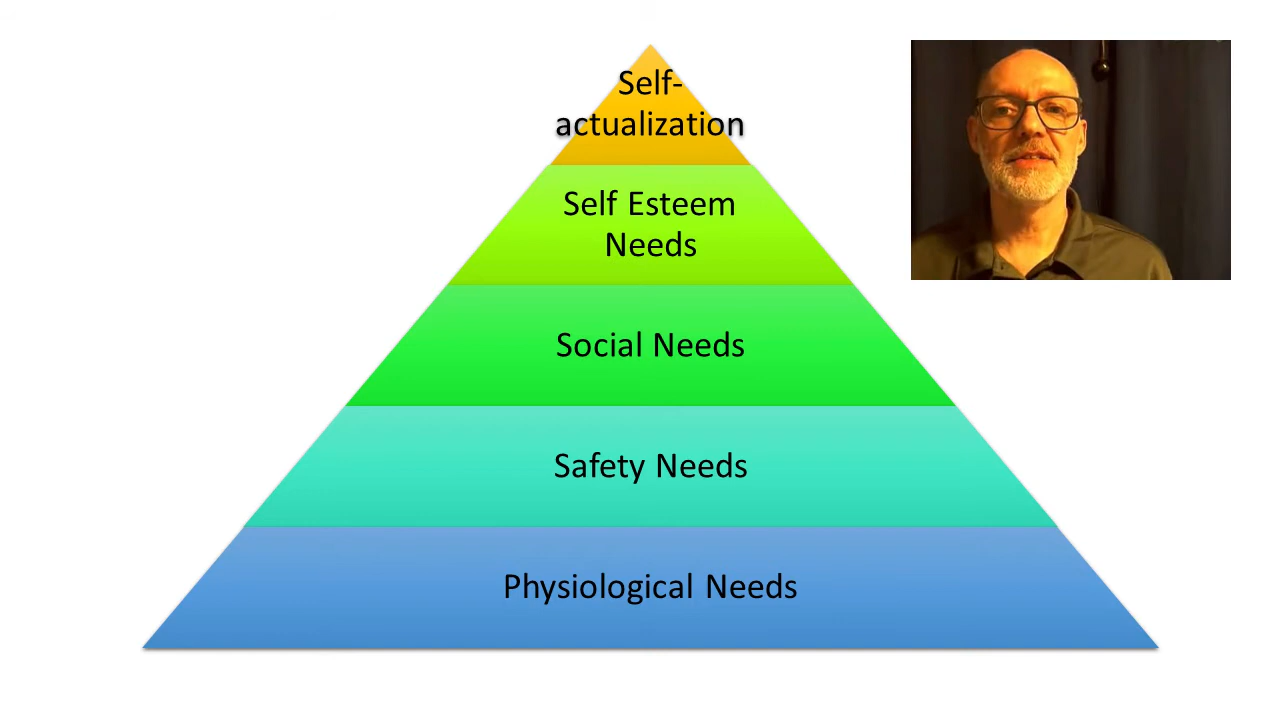 Self-
actualization
Self Esteem
Needs
Social Needs
Safety Needs
Physiological Needs